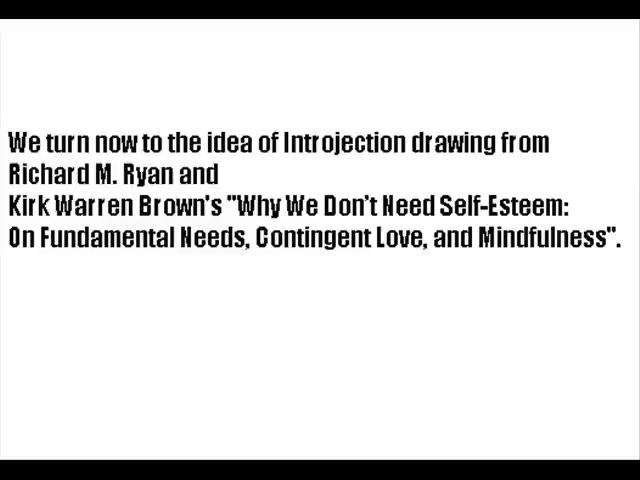 We turn now to the idea of Introjection drawing from
Richard M. Ryan and
Kirk Warren Brown's "Why We Don’t Need Self-Esteem:
On Fundamental Needs, Contingent Love, and Mindfulness".